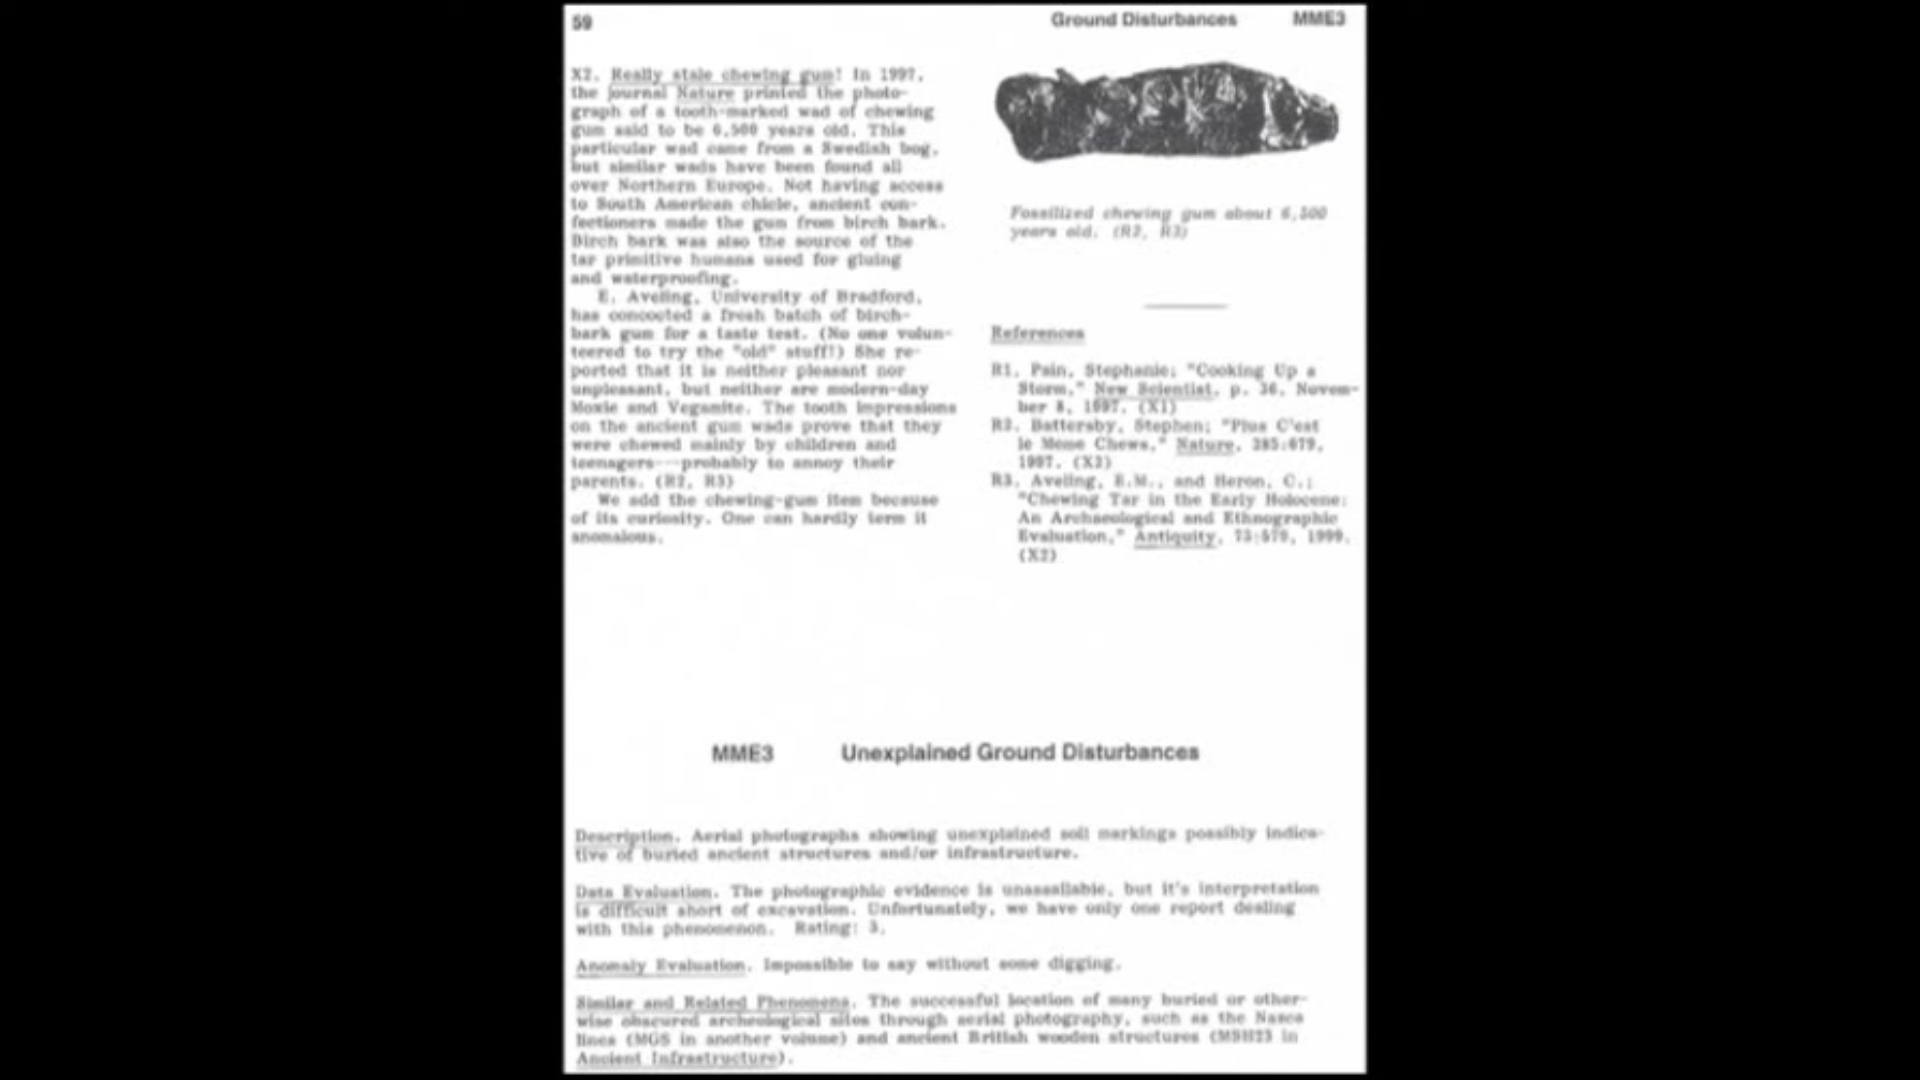 59
Ground Disturbances MME3
X2. Really stale chewing gum! In 1997,
the journal Nature printed the photo-
graph of a tooth-marked wad of chewing
gum said to be 6,500 years old. This
particular wad came from a Swedish bog,
but similar wads have been found all
over Northern Europe. Not having access
to South American chicle, ancient con-
fectioners made the gum from birch bark.
Birch bark was also the source of the
tar primitive humans used for gluing
and waterproofing.
E. Aveling, University of Bradford,
has concocted a fresh batch of birch-
bark gum for a taste test. (No one volun-
teered to try the "old" stuff!) She re-
ported that it is neither pleasant nor
unpleasant, but neither are modern-day
Moxie and Vegamite. The tooth impressions
on the ancient gum wads prove that they
were chewed mainly by children and
teenagers---probably to annoy their
parents. (R2, R3)
We add the chewing-gum item because
of its curiosity. One can hardly term it
anomalous.
Fossilized chewing gum about 6,500
years old. (R2, R3)
References
R1. Pain, Stephanie; "Cooking Up a
Storm," New Scientist, p. 36, Novem-
ber 8, 1997. (X1)
R2. Battersby, Stephen; "Plus C'est
le Meme Chews," Nature, 385:679,
1997. (X2)
R3. Aveling, E.M., and Heron, C.;
"Chewing Tar in the Early Holocene:
An Archaeological and Ethnographic
Evaluation," Antiquity, 73:579, 1999.
(X2)
MME3 Unexplained Ground Disturbances
Description. Aerial photographs showing unexplained soil markings possibly indica-
tive of buried ancient structures and/or infrastructure.
Data Evaluation. The photographic evidence is unassailable, but it's interpretation
is difficult short of excavation. Unfortunately, we have only one report dealing
with this phenomenon. Rating: 3.
Anomaly Evaluation. Impossible to say without some digging.
Similar and Related Phenomena. The successful location of many buried or other-
wise obscured archeological sites through aerial photography, such as the Nasca
lines (MGS in another volume) and ancient British wooden structures (MSH23 in
Ancient Infrastructure).